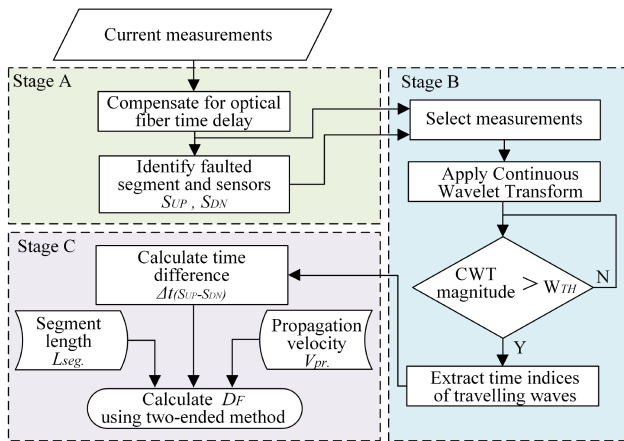 Current measurements
Stage A
Compensate for optical
fiber time delay
Identify faulted
segment and sensors
SUP , SDN
Stage B
Select measurements
Apply Continuous
Wavelet Transform
CWT
magnitude > WTH
N
Y
Extract time indices
of travelling waves
Stage C
Calculate time
difference
Δt(SUP-SDN)
Segment
length
Lseg.
Propagation
velocity
Vpr.
Calculate DF
using two-ended method